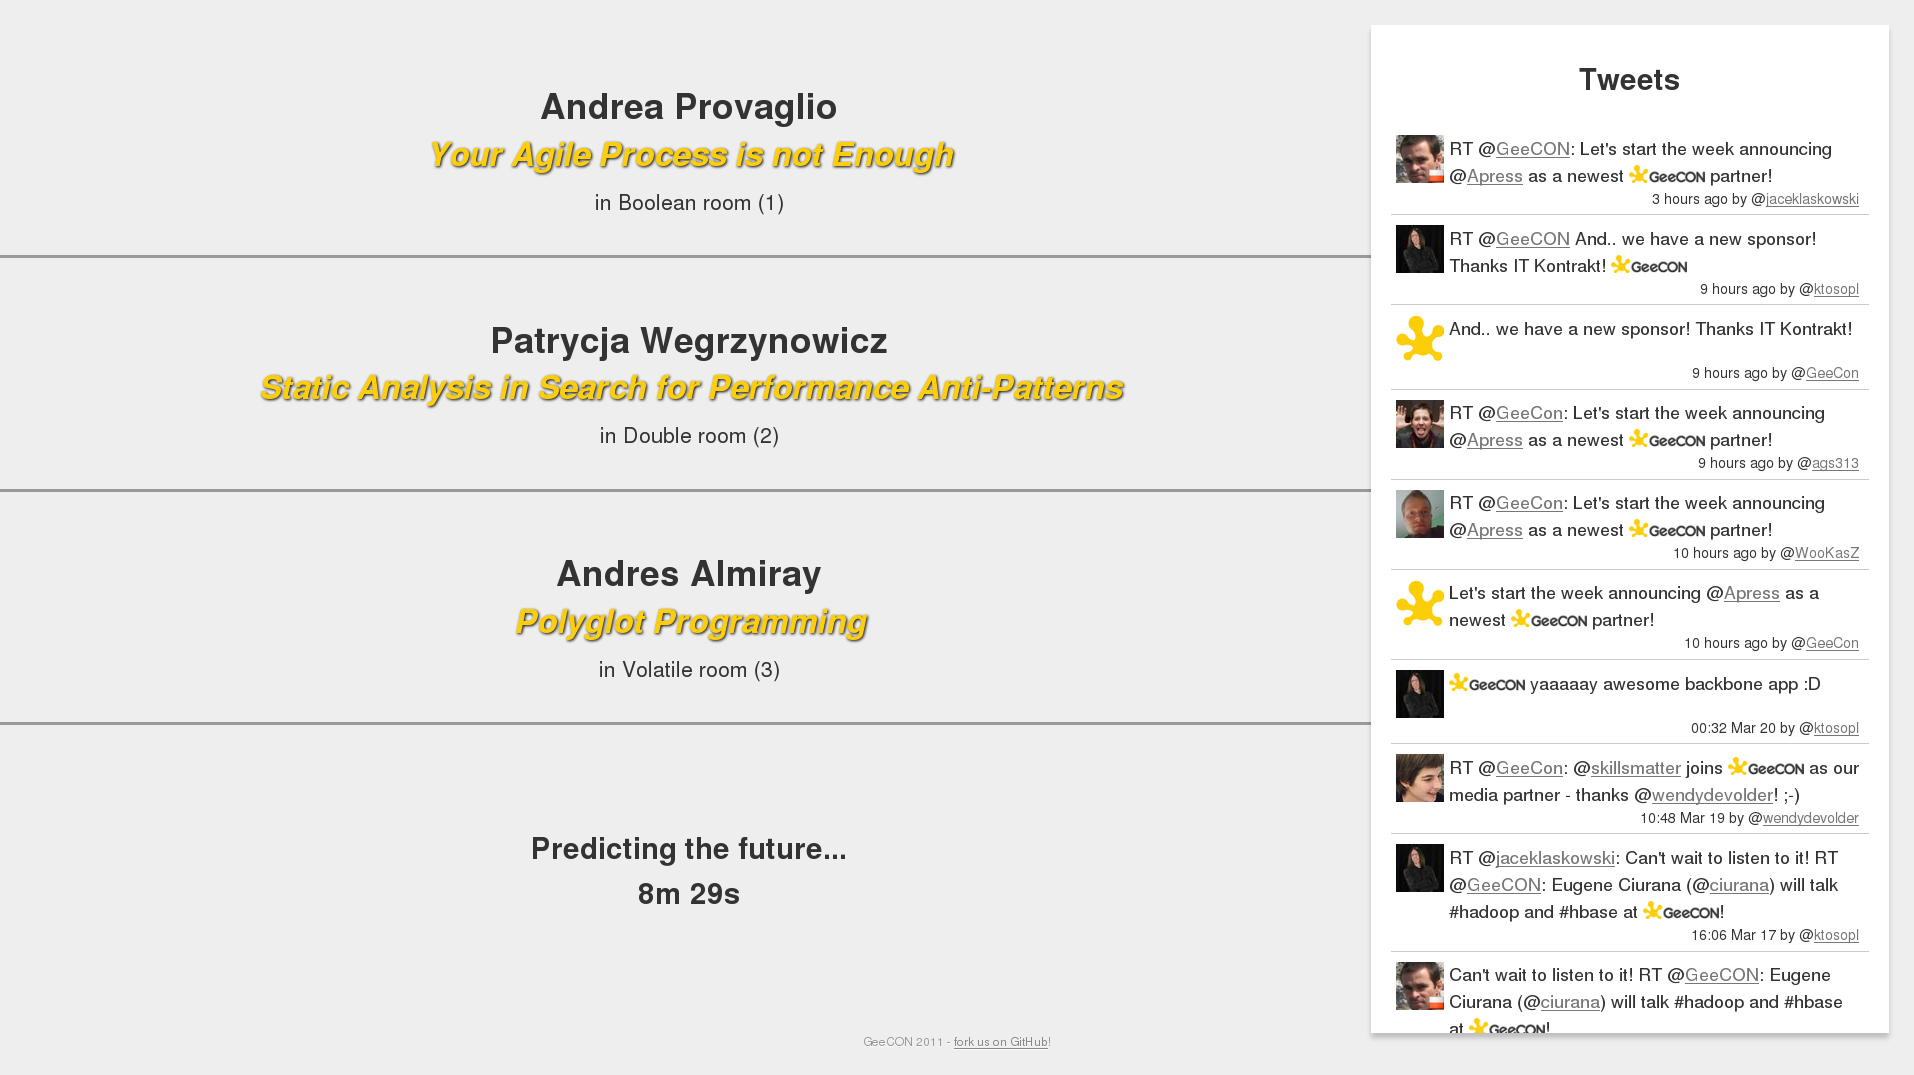 Andrea Provaglio
Your Agile Process is not Enough
in Boolean room (1)
Patrycja Wegrzynowicz
Static Analysis in Search for Performance Anti-Patterns
in Double room (2)
Andres Almiray
Polyglot Programming
in Volatile room (3)
Predicting the future...
8m 29s
Tweets
RT @GeeCON: Let's start the week announcing
@Apress as a newest GeeCON partner!
3 hours ago by @jaceklaskowski
RT @GeeCON And.. we have a new sponsor!
Thanks IT Kontrakt! GeeCON
9 hours ago by @ktosopl
And.. we have a new sponsor! Thanks IT Kontrakt!
9 hours ago by @GeeCon
RT @GeeCon: Let's start the week announcing
@Apress as a newest GeeCON partner!
9 hours ago by @ags313
RT @GeeCon: Let's start the week announcing
@Apress as a newest GeeCON partner!
10 hours ago by @WooKasZ
Let's start the week announcing @Apress as a
newest GeeCON partner!
10 hours ago by @GeeCon
GeeCON yaaaaay awesome backbone app :D
00:32 Mar 20 by @ktosopl
RT @GeeCon: @skillsmatter joins GeeCON as our
media partner - thanks @wendydevolder! ;-)
10:48 Mar 19 by @wendydevolder
RT @jaceklaskowski: Can't wait to listen to it! RT
@GeeCON: Eugene Ciurana (@ciurana) will talk
#hadoop and #hbase at GeeCON!
16:06 Mar 17 by @ktosopl
Can't wait to listen to it! RT @GeeCON: Eugene
Ciurana (@ciurana) will talk #hadoop and #hbase
at GeeCON!
GeeCON 2011 - fork us on GitHub!